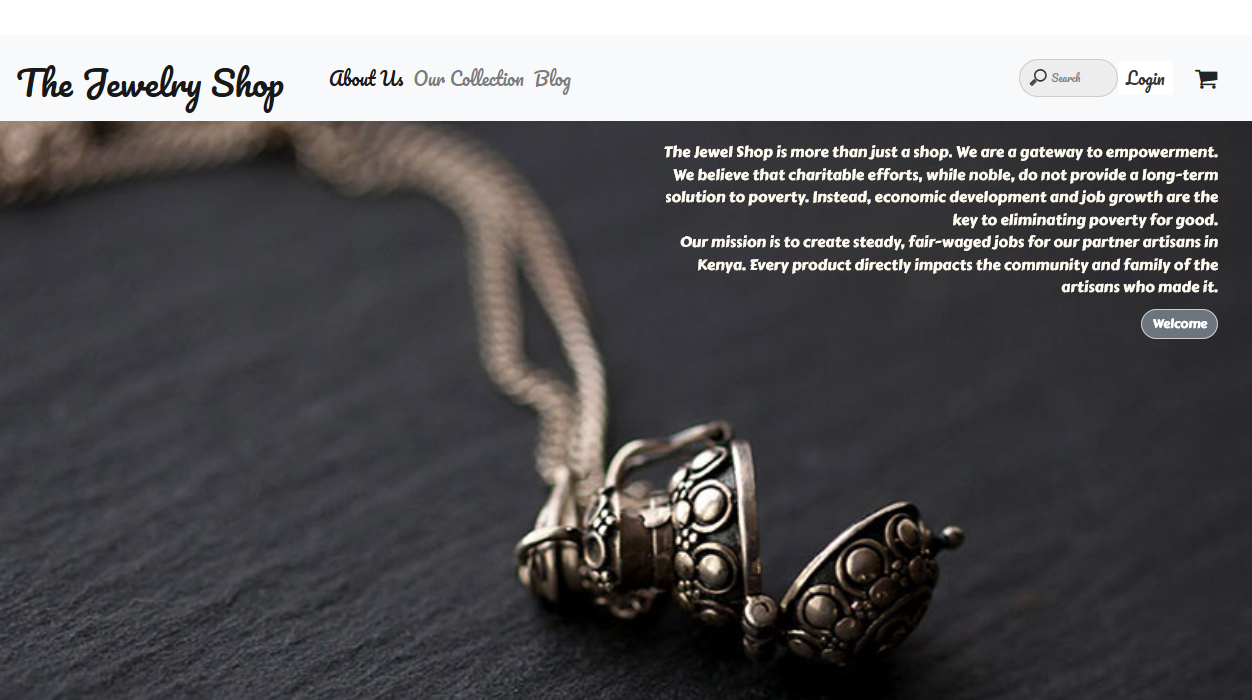 The Jewelry Shop
About Us Our Collection Blog
Search
Login
The Jewel Shop is more than just a shop. We are a gateway to empowerment.
We believe that charitable efforts, while noble, do not provide a long-term
solution to poverty. Instead, economic development and job growth are the
key to eliminating poverty for good.
Our mission is to create steady, fair-waged jobs for our partner artisans in
Kenya. Every product directly impacts the community and family of the
artisans who made it.
Welcome